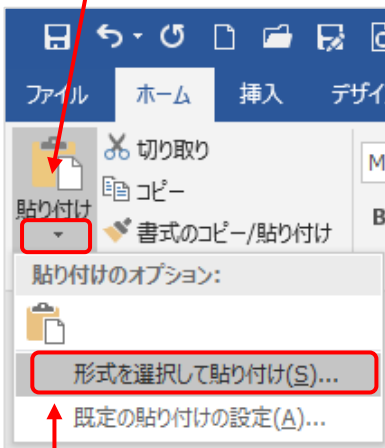 ファイル ホーム 挿入 デザイ
切り取り
コピー
貼り付け
書式のコピー/貼り付け
M
B
貼り付けのオプション:
形式を選択して貼り付け(S)...
既定の貼り付けの設定(A)...